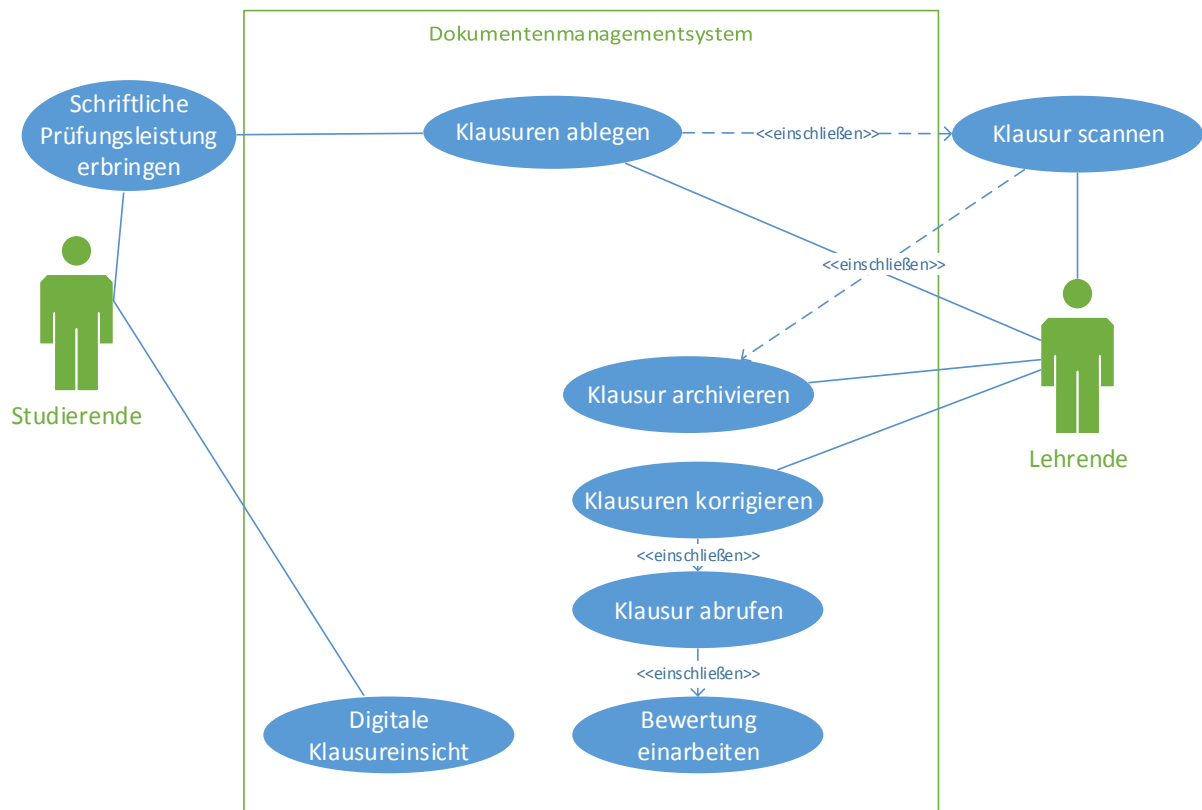 Dokumentenmanagementsystem
Schriftliche
Prüfungsleistung
erbringen
Klausuren ablegen
<<einschließen>>
Klausur scannen
<<einschließen>>
Studierende
Klausur archivieren
Lehrende
Klausuren korrigieren
<<einschließen>>
Klausur abrufen
<<einschließen>>
Digitale
Klausureinsicht
Bewertung
einarbeiten